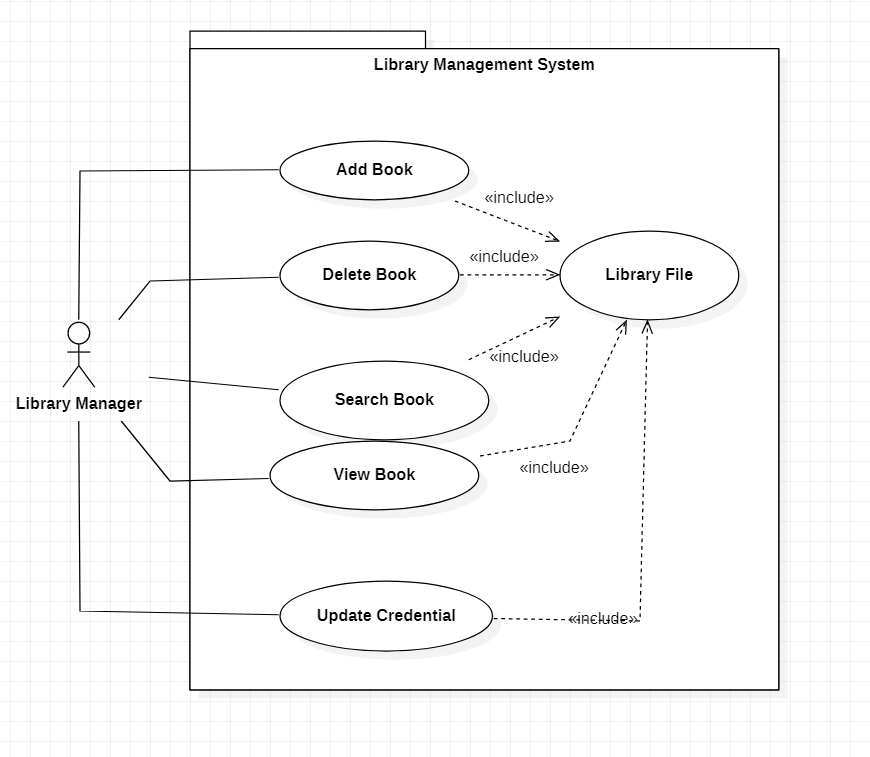 Library Management System
Add Book
«include»
Delete Book
«include»
Library File
Search Book
«include»
Library Manager
View Book
«include»
Update Credential
«include»